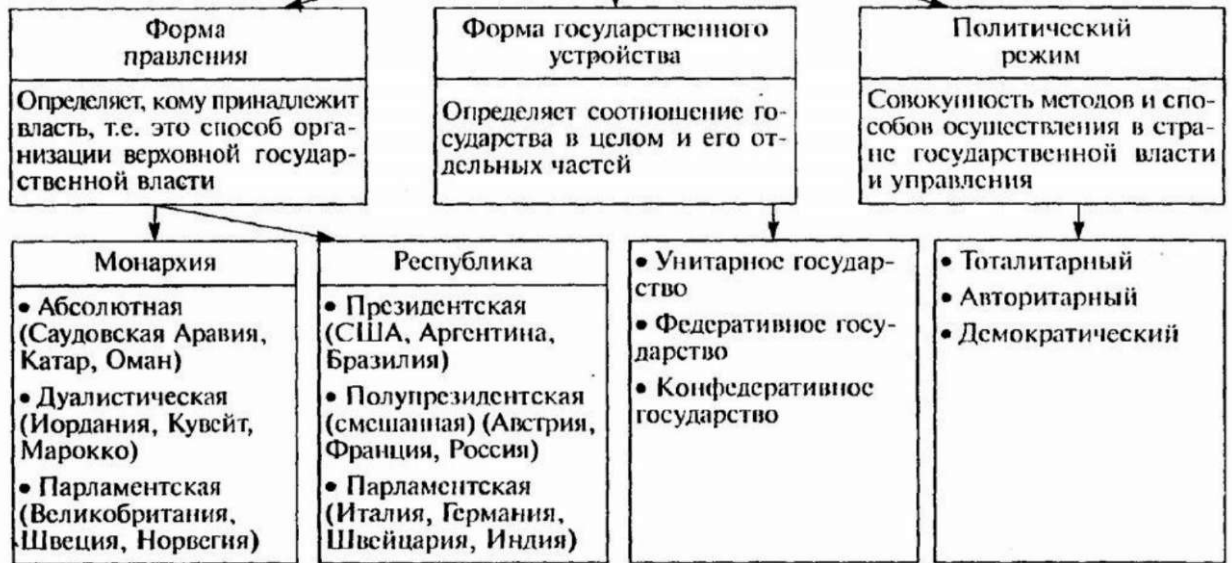 Форма
правления
Определяет, кому принадлежит
власть, т.е. это способ орга-
низации верховной государ-
ственной власти
Форма государственного
устройства
Определяет соотношение го-
сударства в целом и его от-
дельных частей
Политический
режим
Совокупность методов и спо-
собов осуществления в стра-
не государственной власти
и управления
Монархия
• Абсолютная
(Саудовская Аравия,
Катар, Оман)
• Дуалистическая
(Иордания, Кувейт,
Марокко)
• Парламентская
(Великобритания,
Швеция, Норвегия)
Республика
• Президентская
(США, Аргентина,
Бразилия)
• Полупрезидентская
(смешанная) (Австрия,
Франция, Россия)
• Парламентская
(Италия, Германия,
Швейцария, Индия)
• Унитарное государ-
ство
• Федеративное госу-
дарство
• Конфедеративное
государство
• Тоталитарный
• Авторитарный
• Демократический